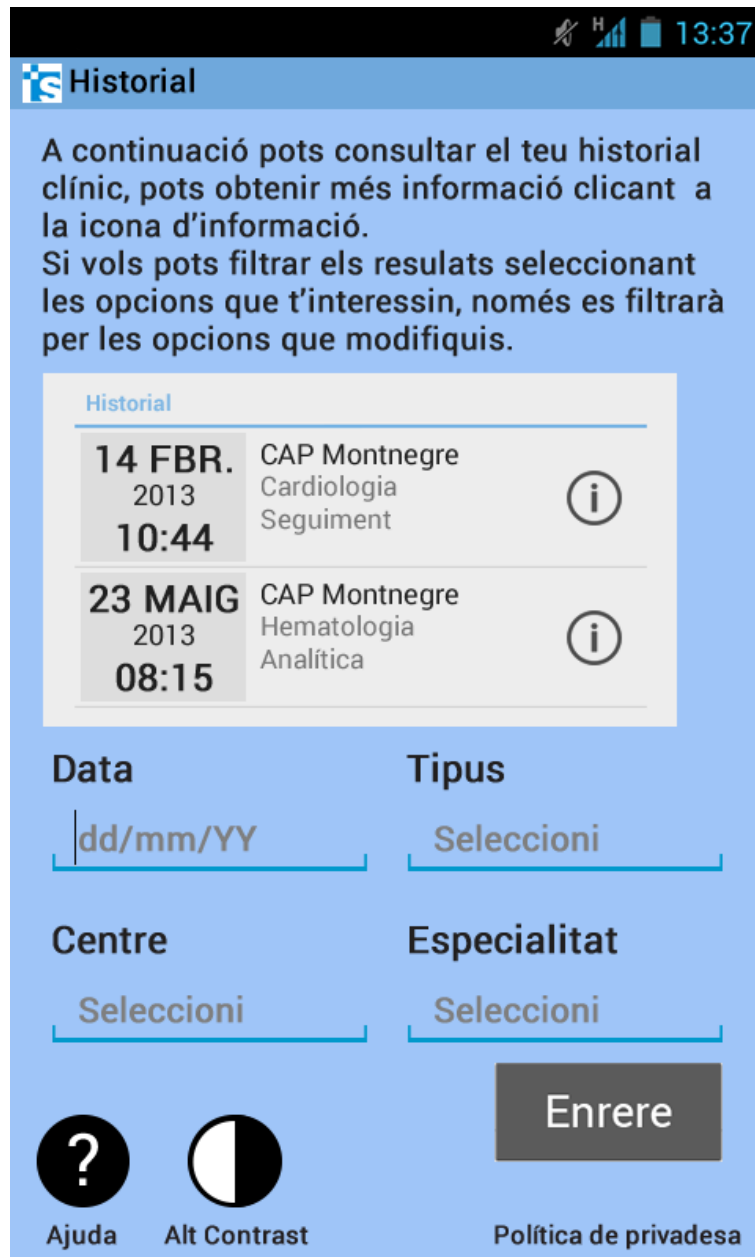 H 13:37
Historial
A continuació pots consultar el teu historial
clínic, pots obtenir més informació clicant a
la icona d'informació.
Si vols pots filtrar els resulats seleccionant
les opcions que t'interessin, només es filtrarà
per les opcions que modifiquis.
Historial
14 FBR.
2013
10:44
CAP Montnegre
Cardiologia
Seguiment
i
23 MAIG
2013
08:15
CAP Montnegre
Hematologia
Analítica
i
Data
Tipus
dd/mm/YY
Seleccioni
Centre
Especialitat
Seleccioni
Seleccioni
Enrere
?
Ajuda
Alt Contrast
Política de privadesa